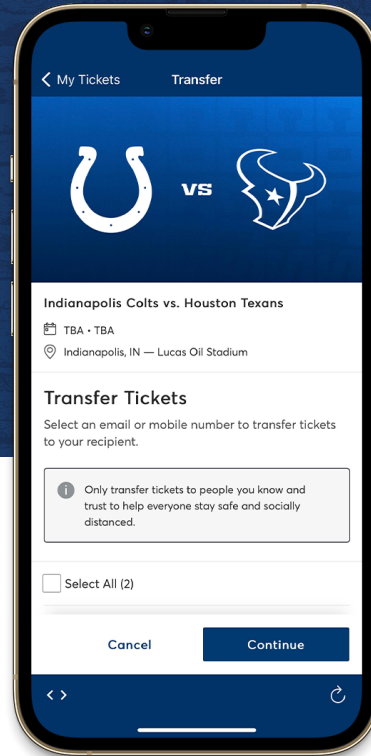 My Tickets
Transfer
VS
Indianapolis Colts vs. Houston Texans
TBA • TBA
Indianapolis, IN — Lucas Oil Stadium
Transfer Tickets
Select an email or mobile number to transfer tickets
to your recipient.
Only transfer tickets to people you know and
trust to help everyone stay safe and socially
distanced.
Select All (2)
Cancel
Continue